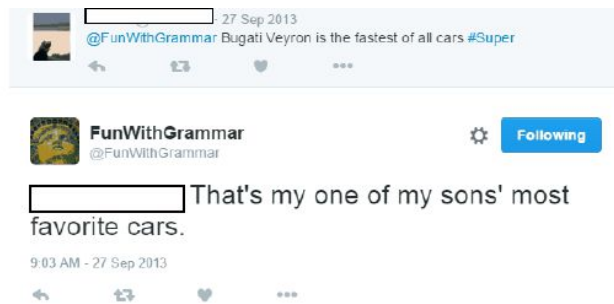 - 27 Sep 2013
@FunWithGrammar Bugati Veyron is the fastest of all cars #Super
FunWithGrammar
@FunWithGrammar
Following
That's my one of my sons' most
favorite cars.
9:03 AM - 27 Sep 2013